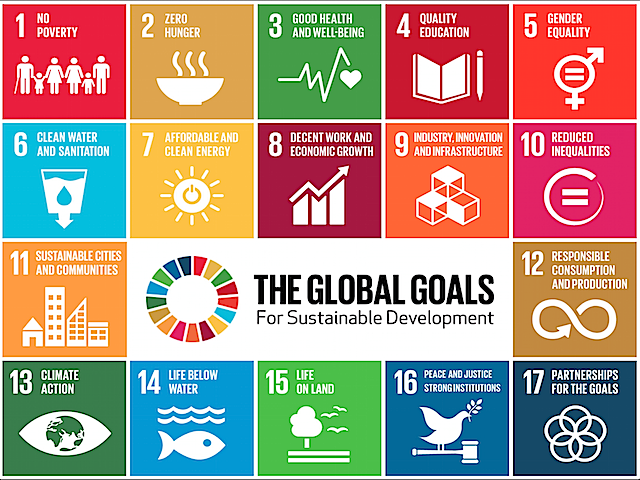 1 NO
POVERTY
2 ZERO
HUNGER
3 GOOD HEALTH
AND WELL-BEING
4 QUALITY
EDUCATION
5 GENDER
EQUALITY
6 CLEAN WATER
AND SANITATION
7 AFFORDABLE AND
CLEAN ENERGY
8 DECENT WORK AND
ECONOMIC GROWTH
9 INDUSTRY, INNOVATION
AND INFRASTRUCTURE
10 REDUCED
INEQUALITIES
11 SUSTAINABLE CITIES
AND COMMUNITIES
THE GLOBAL GOALS
For Sustainable Development
12 RESPONSIBLE
CONSUMPTION
AND PRODUCTION
13 CLIMATE
ACTION
14 LIFE BELOW
WATER
15 LIFE
ON LAND
16 PEACE AND JUSTICE
STRONG INSTITUTIONS
17 PARTNERSHIPS
FOR THE GOALS